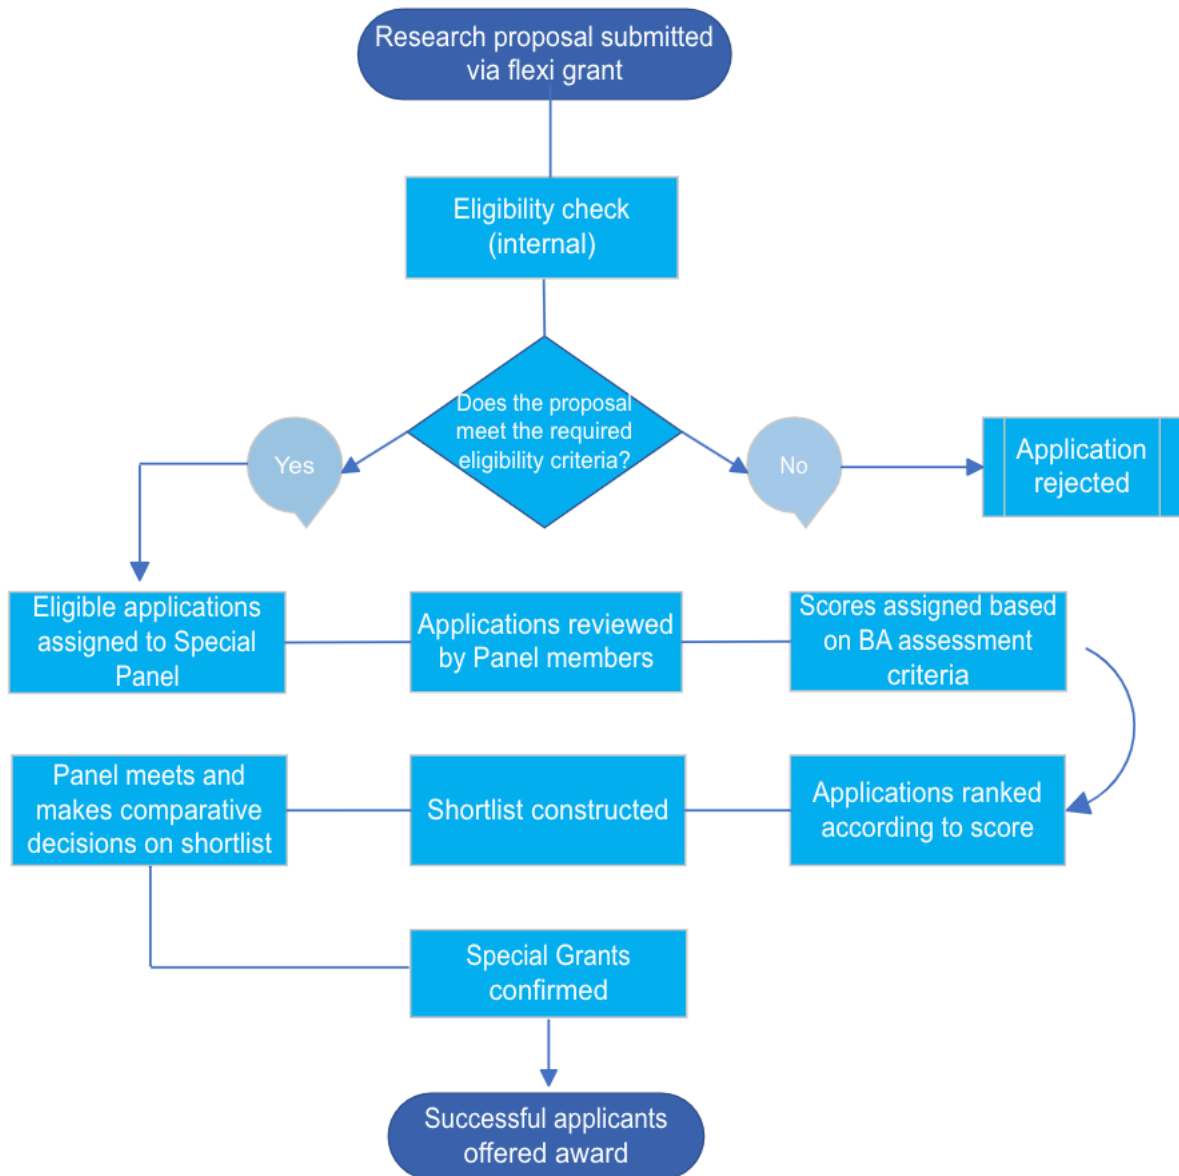 Research proposal submitted
via flexi grant
Eligibility check
(internal)
Does the proposal
meet the required
eligibility criteria?
Yes
No
Application
rejected
Eligible applications
assigned to Special
Panel
Applications reviewed
by Panel members
Scores assigned based
on BA assessment
criteria
Applications ranked
according to score
Shortlist constructed
Panel meets and
makes comparative
decisions on shortlist
Special Grants
confirmed
Successful applicants
offered award